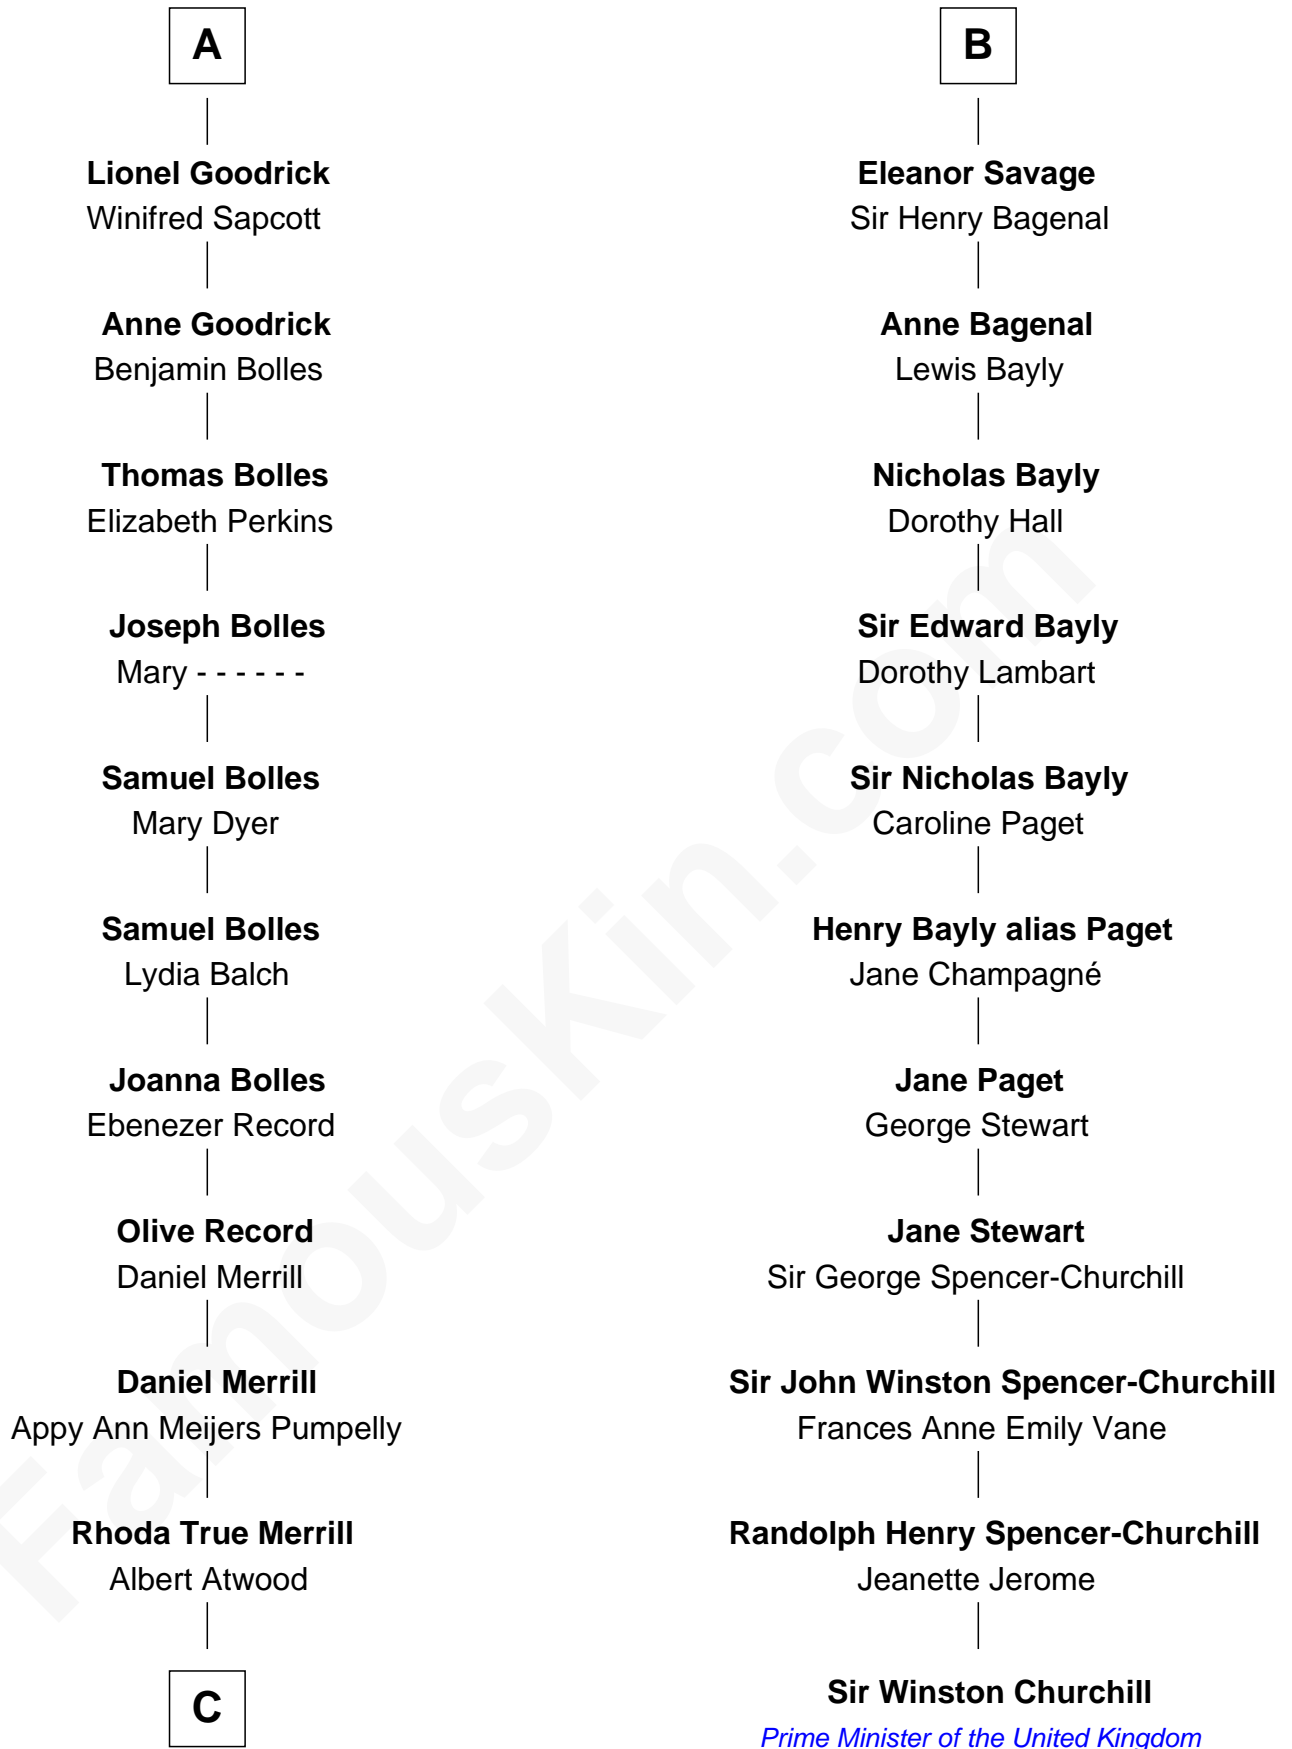 A
Lionel Goodrick
Winifred Sapcott
Anne Goodrick
Benjamin Bolles
Thomas Bolles
Elizabeth Perkins
Joseph Bolles
Mary - - - - - -
Samuel Bolles
Mary Dyer
Samuel Bolles
Lydia Balch
Joanna Bolles
Ebenezer Record
Olive Record
Daniel Merrill
Daniel Merrill
Appy Ann Meijers Pumpelly
Rhoda True Merrill
Albert Atwood
C
B
Eleanor Savage
Sir Henry Bagenal
Anne Bagenal
Lewis Bayly
Nicholas Bayly
Dorothy Hall
Sir Edward Bayly
Dorothy Lambart
Sir Nicholas Bayly
Caroline Paget
Henry Bayly alias Paget
Jane Champagné
Jane Paget
George Stewart
Jane Stewart
Sir George Spencer-Churchill
Sir John Winston Spencer-Churchill
Frances Anne Emily Vane
Randolph Henry Spencer-Churchill
Jeanette Jerome
Sir Winston Churchill
Prime Minister of the United Kingdom
FamousKin.com